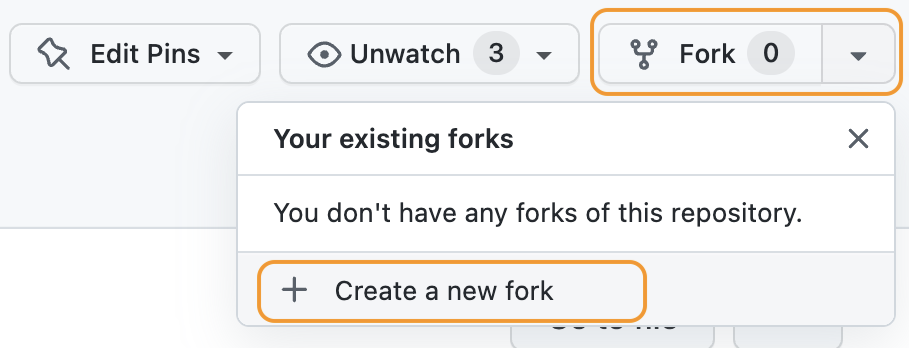 Edit Pins
Unwatch 3
Fork 0
Your existing forks
You don't have any forks of this repository.
Create a new fork